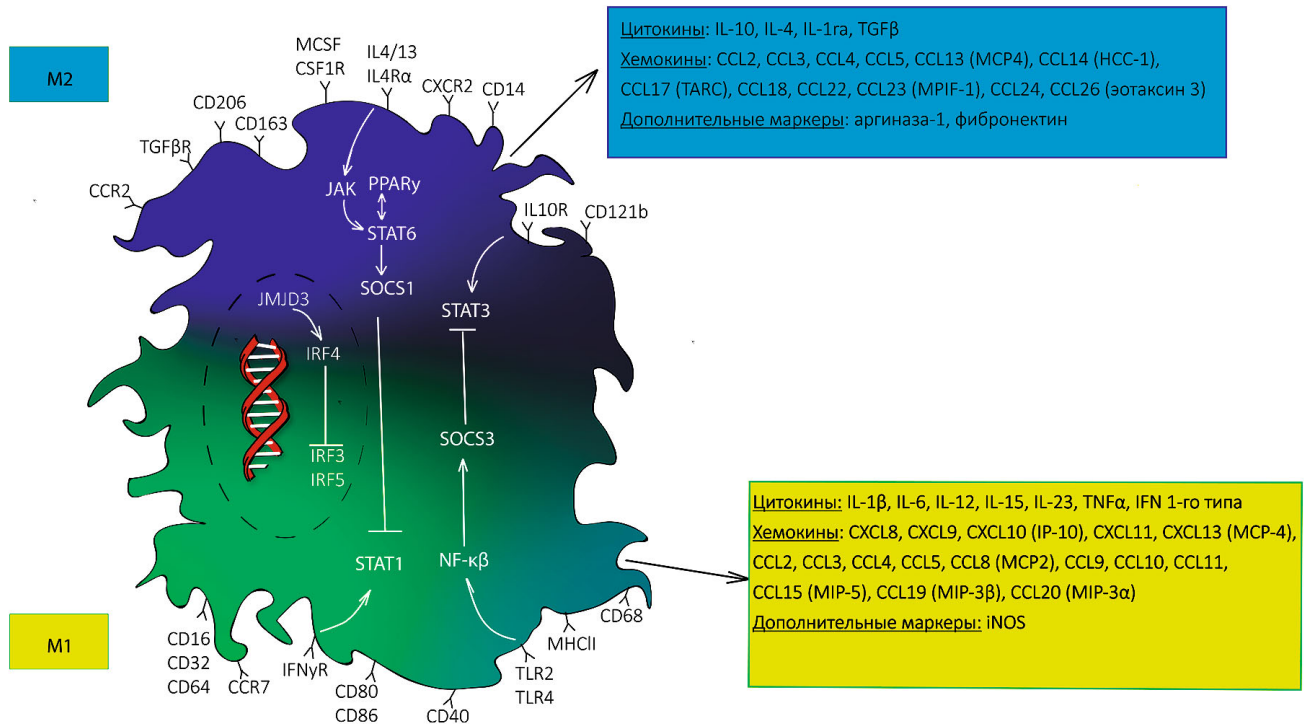 M2
Цитокины: IL-10, IL-4, IL-1ra, TGFβ
Хемокины: CCL2, CCL3, CCL4, CCL5, CCL13 (MCP4), CCL14 (HCC-1),
CCL17 (TARC), CCL18, CCL22, CCL23 (MPIF-1), CCL24, CCL26 (эотаксин 3)
Дополнительные маркеры: аргиназа-1, фибронектин
MCSF
CSF1R
IL4/13
IL4Rα
CXCR2
CD14
CD206
CD163
TGFβR
CCR2
IL10R
CD121b
JAK
PPARy
STAT6
SOCS1
STAT3
JMJD3
IRF4
IRF3
IRF5
SOCS3
STAT1
NF-κβ
M1
CD16
CD32
CD64
CCR7
IFNyR
CD80
CD86
CD40
TLR2
TLR4
MHCII
CD68
Цитокины: IL-1β, IL-6, IL-12, IL-15, IL-23, TNFα, IFN 1-го типа
Хемокины: CXCL8, CXCL9, CXCL10 (IP-10), CXCL11, CXCL13 (MCP-4),
CCL2, CCL3, CCL4, CCL5, CCL8 (MCP2), CCL9, CCL10, CCL11,
CCL15 (MIP-5), CCL19 (MIP-3β), CCL20 (MIP-3α)
Дополнительные маркеры: iNOS